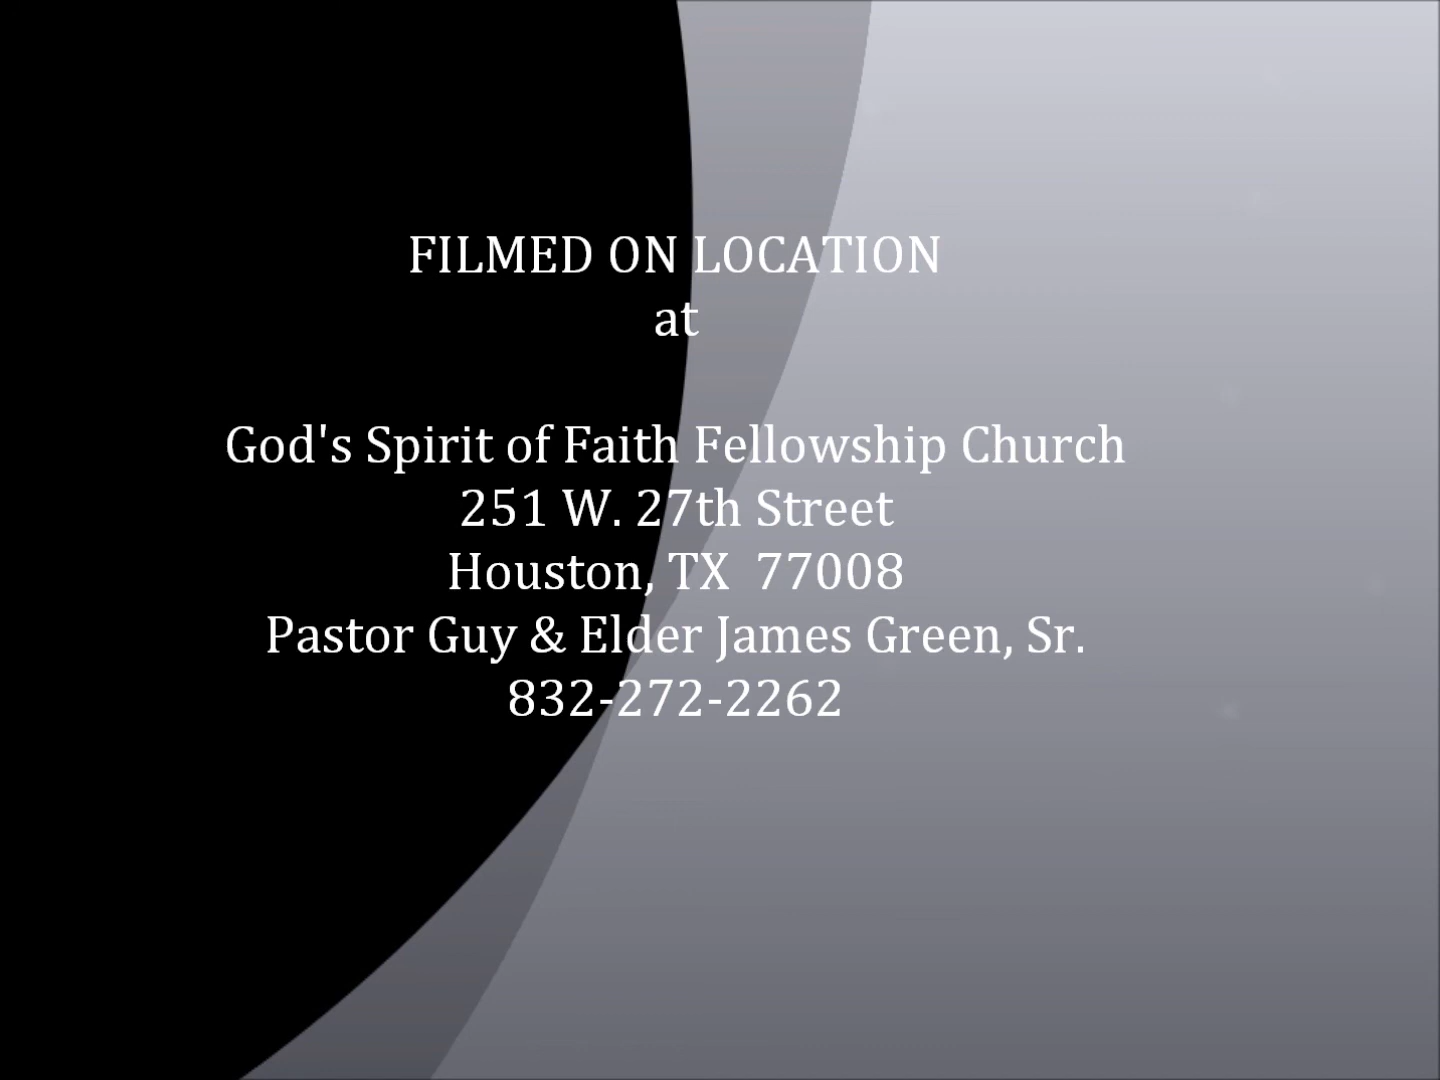 FILMED ON LOCATION
at
God's Spirit of Faith Fellowship Church
251 W. 27th Street
Houston, TX  77008
Pastor Guy & Elder James Green, Sr.
832-272-2262